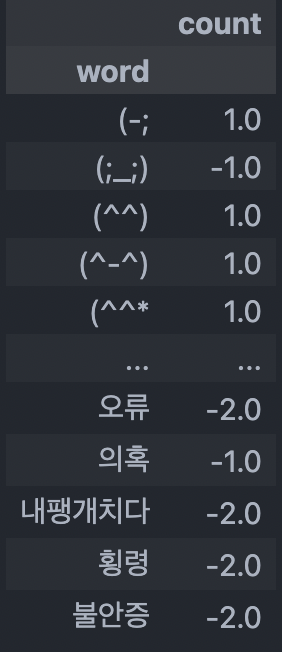 count
word
(-; 1.0
(;_;) -1.0
(^^) 1.0
(^-^) 1.0
(^^* 1.0
... ...
오류 -2.0
의혹 -1.0
내팽개치다 -2.0
횡령 -2.0
불안증 -2.0